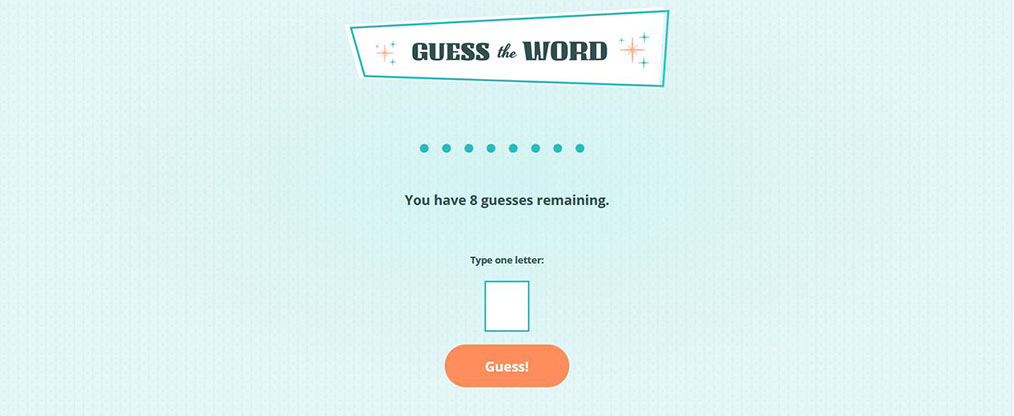 GUESS the WORD
●●●●●●●●
You have 8 guesses remaining.
Type one letter:
Guess!